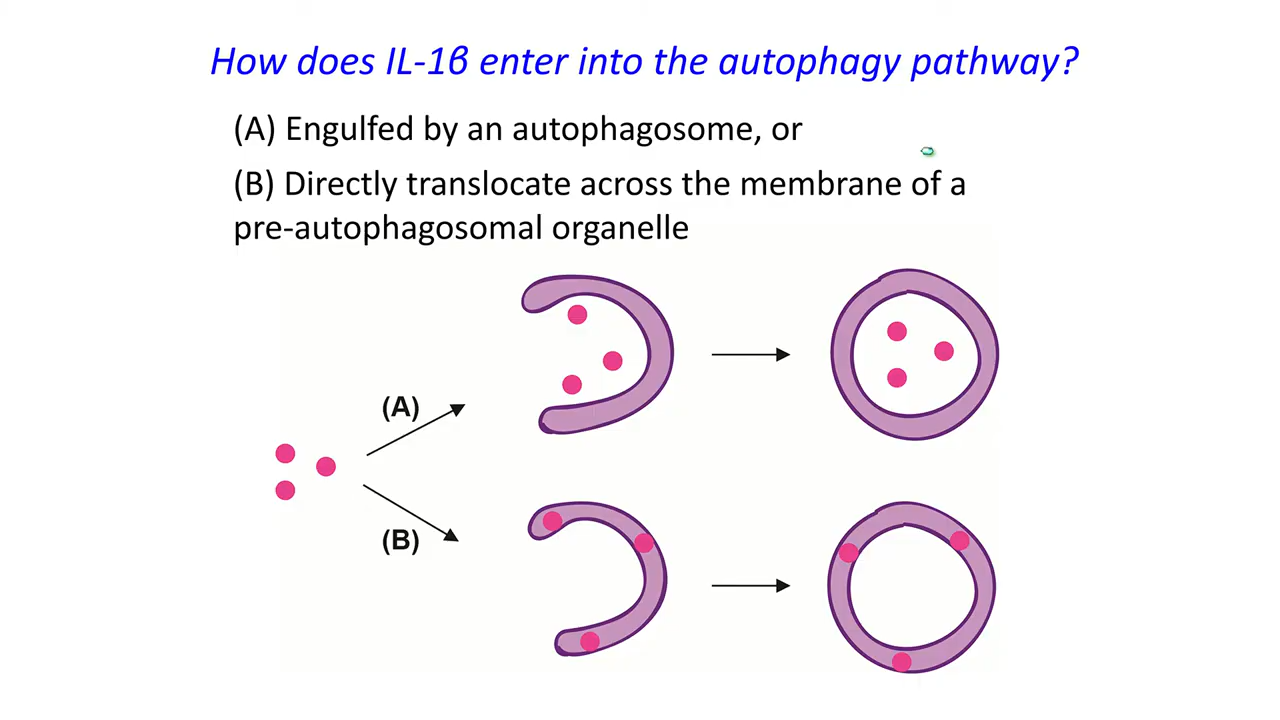 How does IL-1β enter into the autophagy pathway?
(A) Engulfed by an autophagosome, or
(B) Directly translocate across the membrane of a
pre-autophagosomal organelle
(A)
(B)